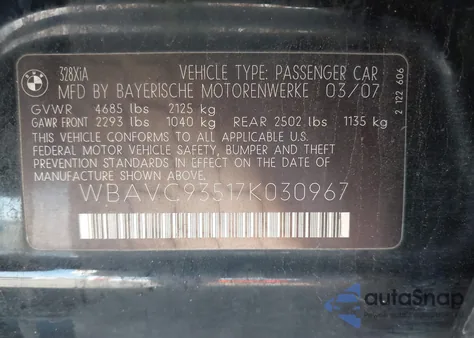 BMW
328XiA VEHICLE TYPE: PASSENGER CAR
MFD BY BAYERISCHE MOTORENWERKE 03/07
GVWR 4685 lbs 2125 kg
GAWR FRONT 2293 lbs 1040 kg REAR 2502 lbs 1135 kg
THIS VEHICLE CONFORMS TO ALL APPLICABLE U.S.
FEDERAL MOTOR VEHICLE SAFETY, BUMPER AND THEFT
PREVENTION STANDARDS IN EFFECT ON THE DATE OF
MANUFACTURE SHOWN ABOVE.
WBAVC93517K030967
2 122 606
autoSnap